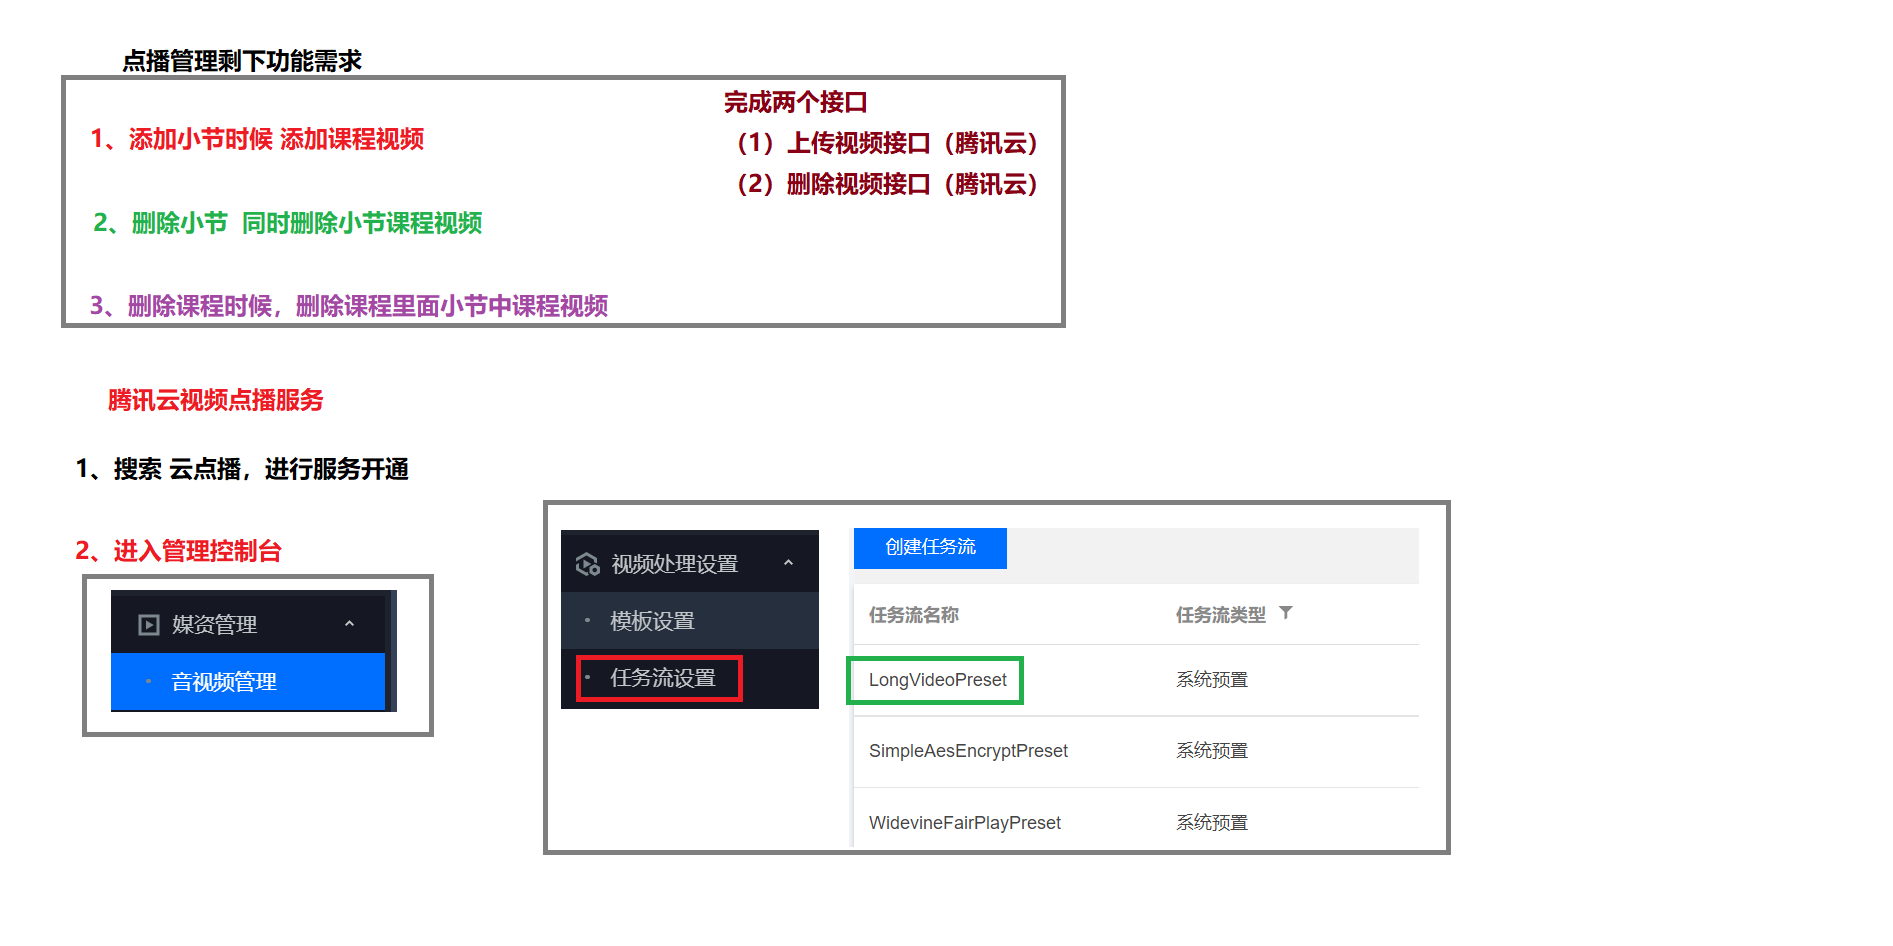 点播管理剩下功能需求
1、添加小节时候 添加课程视频
2、删除小节 同时删除小节课程视频
3、删除课程时候，删除课程里面小节中课程视频
完成两个接口
（1）上传视频接口（腾讯云）
（2）删除视频接口（腾讯云）
腾讯云视频点播服务
1、搜索 云点播，进行服务开通
2、进入管理控制台
媒资管理
音视频管理
视频处理设置
模板设置
任务流设置
创建任务流
任务流名称 任务流类型
LongVideoPreset 系统预置
SimpleAesEncryptPreset 系统预置
WidevineFairPlayPreset 系统预置